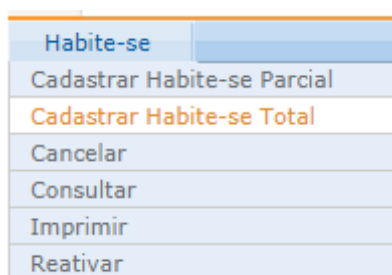 Habite-se
Cadastrar Habite-se Parcial
Cadastrar Habite-se Total
Cancelar
Consultar
Imprimir
Reativar